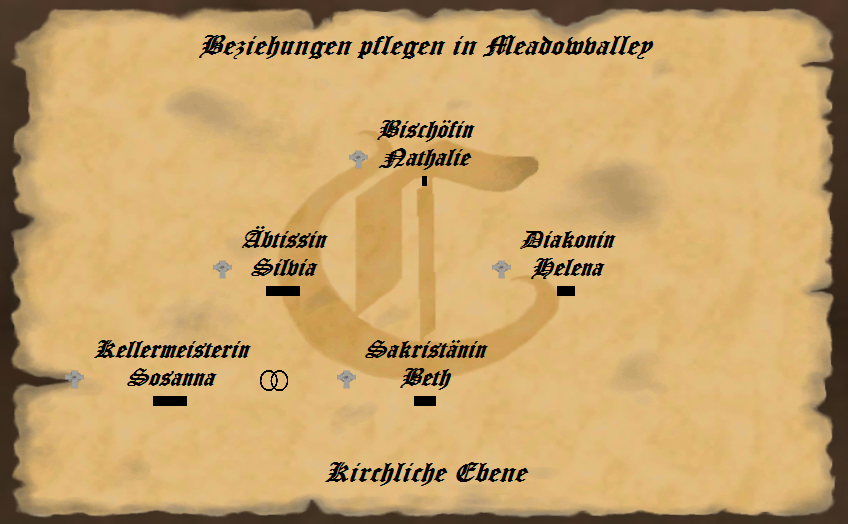 Beziehungen pflegen in Meadowvalley
Bischöfin
Nathalie
Äbtissin
Silvia
Diakonin
Helena
Kellermeisterin
Sosanna
Sakristänin
Beth
Kirchliche Ebene